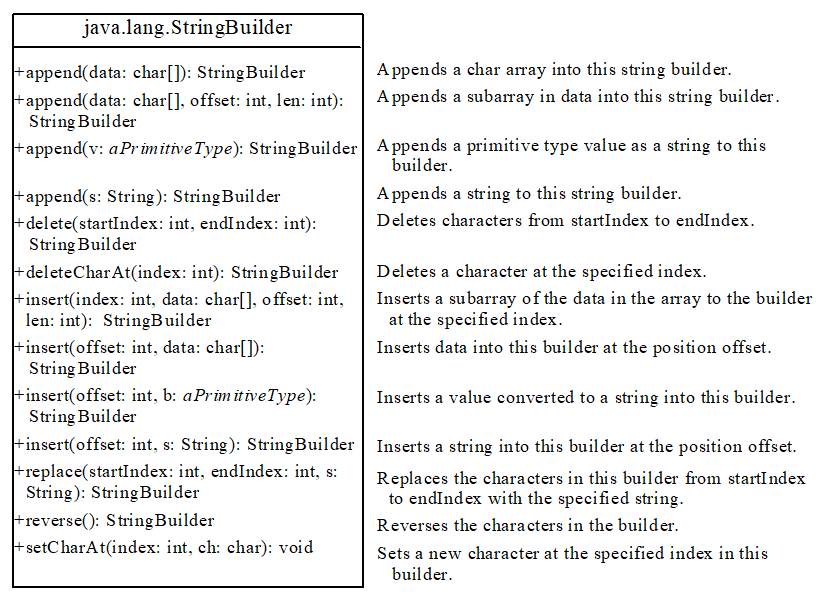 java.lang.StringBuilder
+append(data: char[]): StringBuilder
Appends a char array into this string builder.
+append(data: char[], offset: int, len: int):
StringBuilder
Appends a subarray in data into this string builder.
+append(v: aPrimitiveType): StringBuilder
Appends a primitive type value as a string to this
builder.
+append(s: String): StringBuilder
Appends a string to this string builder.
+delete(startIndex: int, endIndex: int):
StringBuilder
Deletes characters from startIndex to endIndex.
+deleteCharAt(index: int): StringBuilder
Deletes a character at the specified index.
+insert(index: int, data: char[], offset: int,
len: int): StringBuilder
Inserts a subarray of the data in the array to the builder
at the specified index.
+insert(offset: int, data: char[]):
StringBuilder
Inserts data into this builder at the position offset.
+insert(offset: int, b: aPrimitiveType):
StringBuilder
Inserts a value converted to a string into this builder.
+insert(offset: int, s: String): StringBuilder
Inserts a string into this builder at the position offset.
+replace(startIndex: int, endIndex: int, s:
String): StringBuilder
Replaces the characters in this builder from startIndex
to endIndex with the specified string.
+reverse(): StringBuilder
Reverses the characters in the builder.
+setCharAt(index: int, ch: char): void
Sets a new character at the specified index in this
builder.